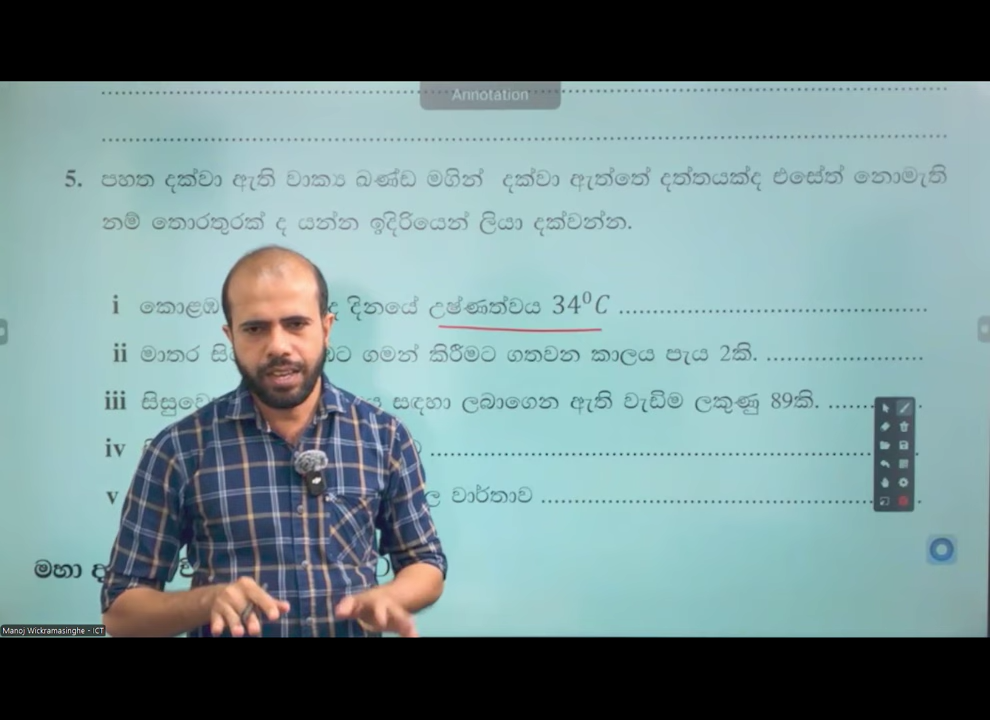 Annotation
5. පහත දක්වා ඇති වාක්‍ය ඛණ්ඩ මගින් දක්වා ඇත්තේ දත්තයක්ද එසේත් නොමැති
නම් තොරතුරක් ද යන්න ඉදිරියෙන් ලියා දක්වන්න.
i කොළඹ ද දිනයේ උෂ්ණත්වය 34⁰C
ii මාතර සි ට ගමන් කිරීමට ගතවන කාලය පැය 2කි.
iii සිසුවෙ සඳහා ලබාගෙන ඇති වැඩිම ලකුණු 89කි.
iv
v ල වාර්තාව
මහා ද
Manoj Wickramasinghe - ICT